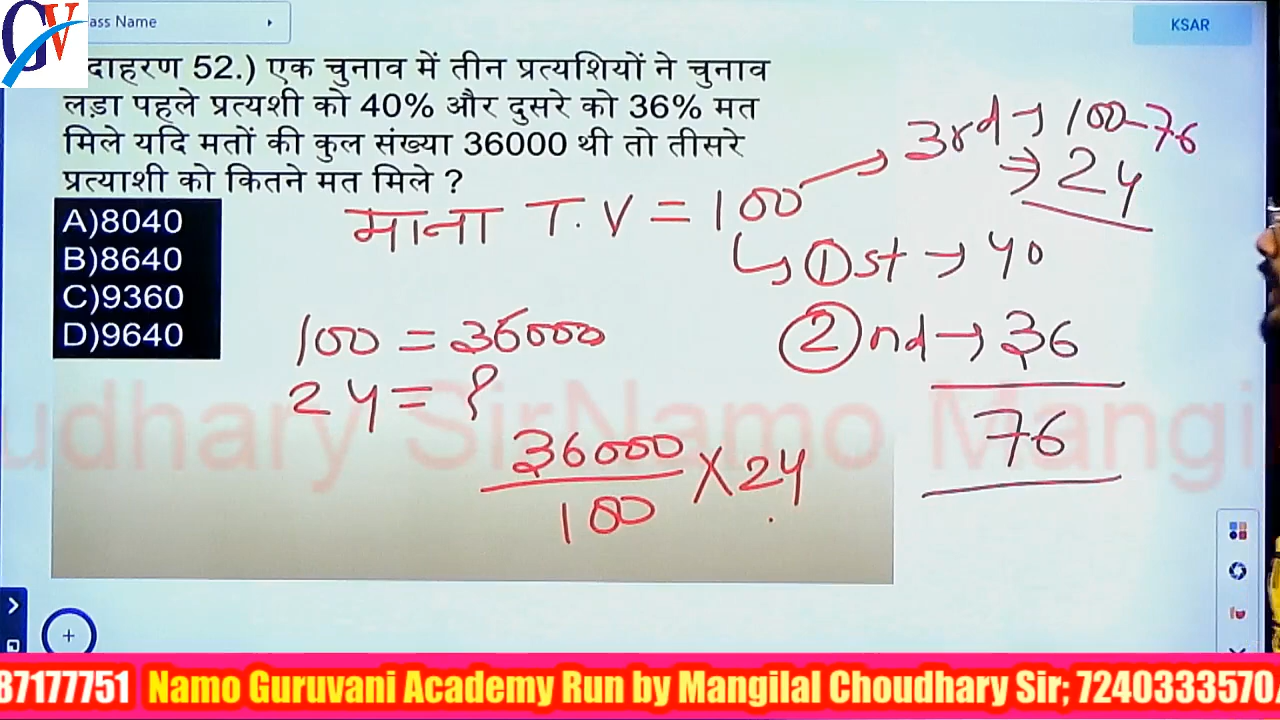 GV
ass Name
KSAR
दाहरण 52.) एक चुनाव में तीन प्रत्यशियों ने चुनाव
लड़ा पहले प्रत्यशी को 40% और दुसरे को 36% मत
मिले यदि मतों की कुल संख्या 36000 थी तो तीसरे
प्रत्याशी को कितने मत मिले ?
A)8040
B)8640
C)9360
D)9640
माना T.V = 100
3rd → 100-76
⇒ 24
1st → 40
2nd → 36
76
100 = 36000
24 = ?
36000
100
X 24
udhary Sir Namo Mangi
87177751 Namo Guruvani Academy Run by Mangilal Choudhary Sir; 7240333570,